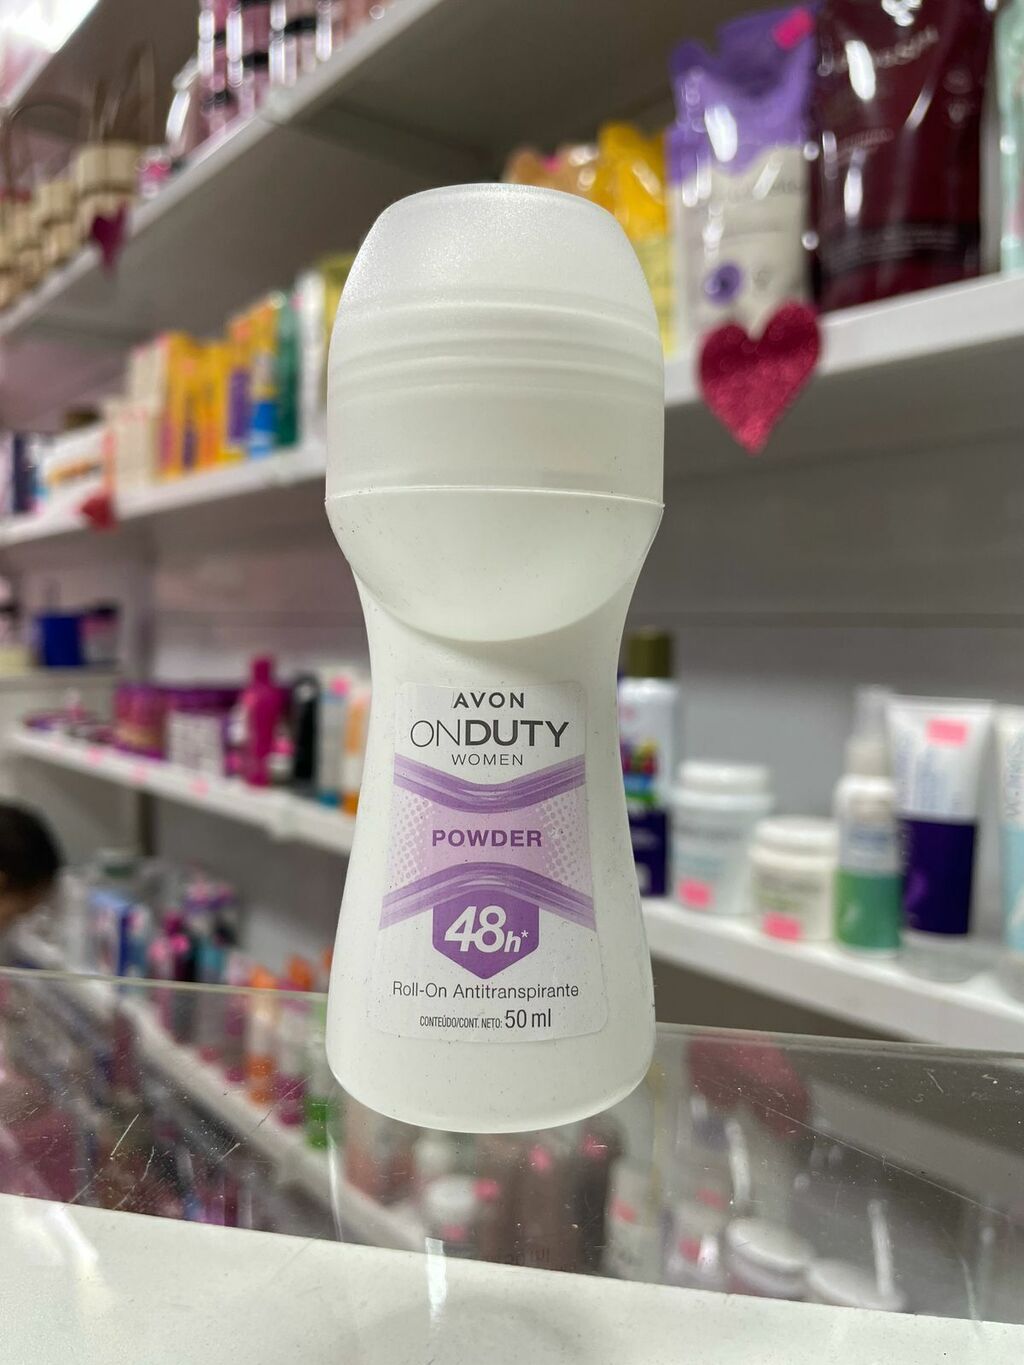 AVON
ONDUTY
WOMEN
POWDER
48h*
Roll-On Antitranspirante
CONTEÚDO/CONT. NETO: 50 ml